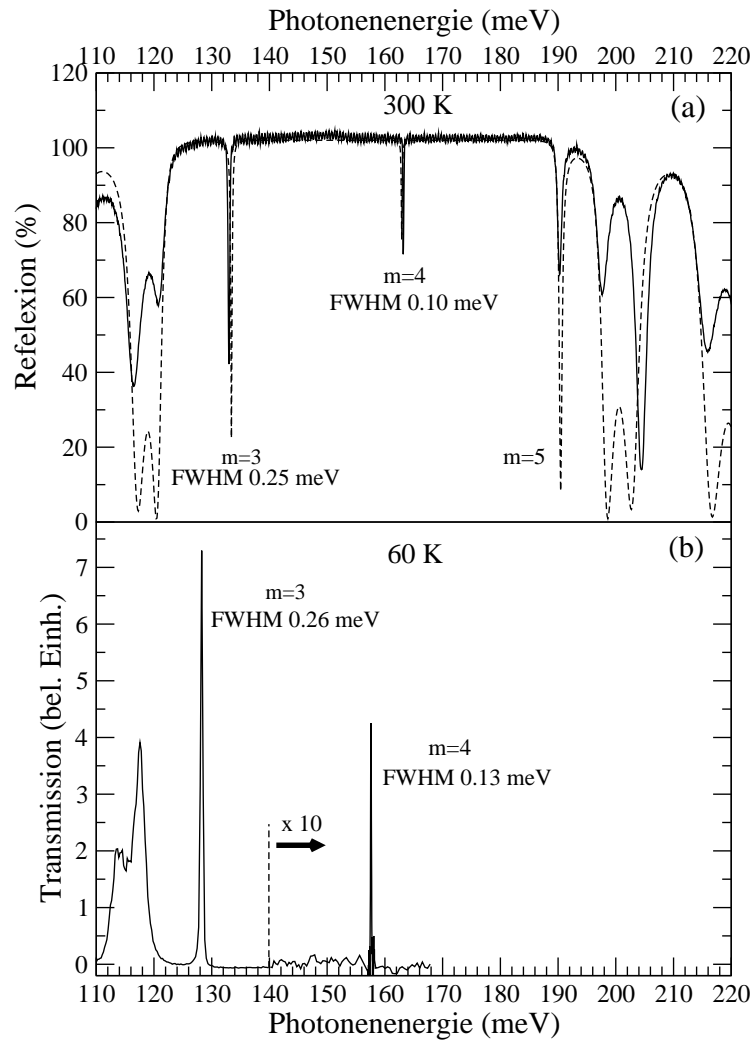 Photonenenergie (meV)
110 120 130 140 150 160 170 180 190 200 210 220
120
100
80
60
40
20
0
Refelexion (%)
300 K
(a)
m=4
FWHM 0.10 meV
m=3
FWHM 0.25 meV
m=5
7
6
5
4
3
2
1
0
Transmission (bel. Einh.)
60 K
(b)
m=3
FWHM 0.26 meV
m=4
FWHM 0.13 meV
x 10
110 120 130 140 150 160 170 180 190 200 210 220
Photonenenergie (meV)